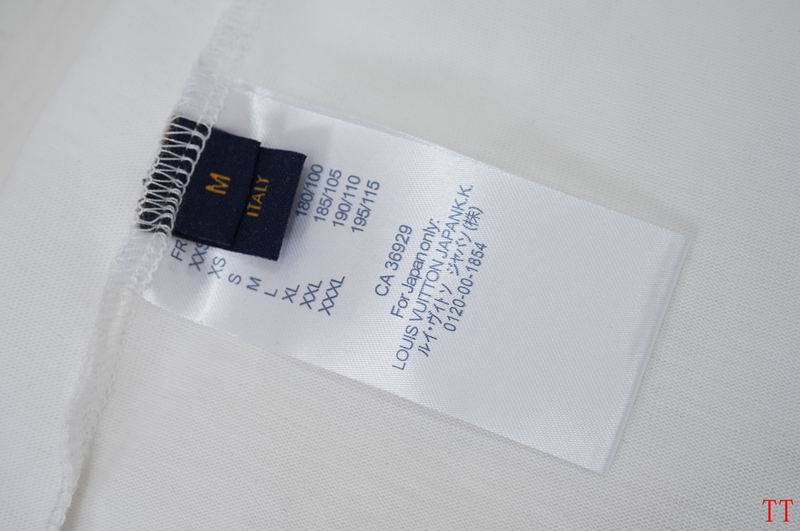 M
ITALY
FR
XXS
XS
S
M
L
XL
XXL
XXXL
180/100
185/105
190/110
195/115
CA 36929
For Japan only:
LOUIS VUITTON JAPANK.K.
ルイ・ヴィトン ジャパン(株)
0120-00-1854
TT